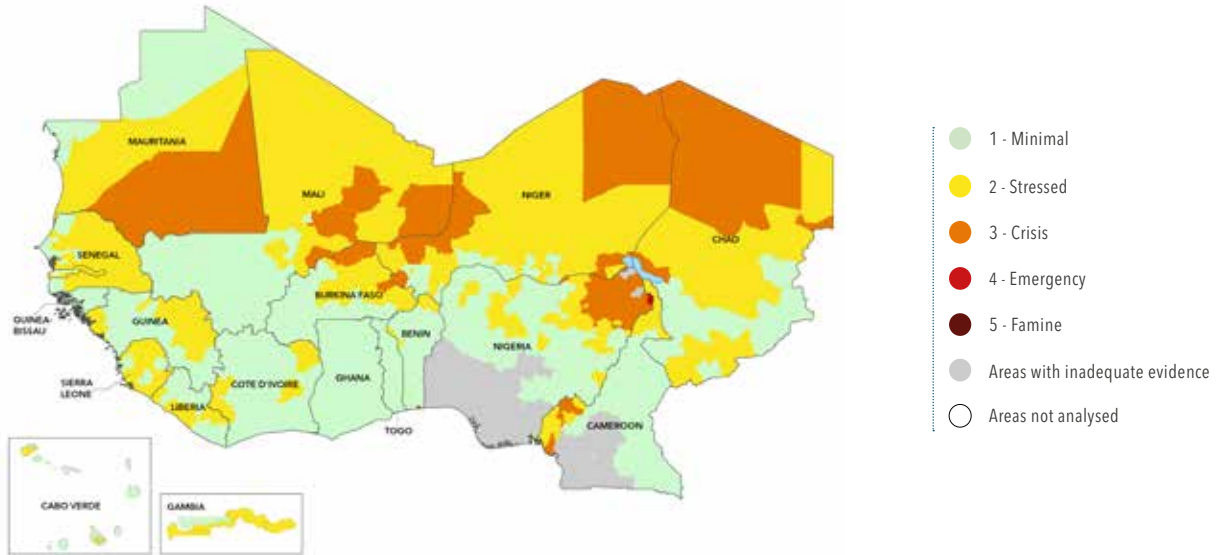 MAURITANIA
MALI
NIGER
CHAD
SENEGAL
BURKINA FASO
GUINEA-
BISSAU
GUINEA
BENIN
NIGERIA
SIERRA
LEONE
COTE D'IVOIRE
GHANA
LIBERIA
TOGO
CAMEROON
CABO VERDE
GAMBIA
1 - Minimal
2 - Stressed
3 - Crisis
4 - Emergency
5 - Famine
Areas with inadequate evidence
Areas not analysed